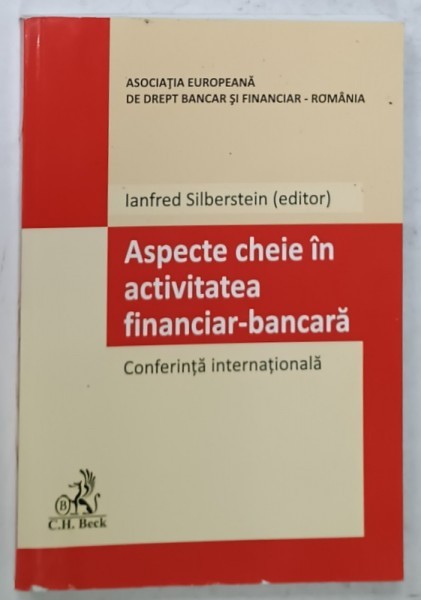 ASOCIAȚIA EUROPEANĂ
DE DREPT BANCAR ȘI FINANCIAR - ROMÂNIA
Ianfred Silberstein (editor)
Aspecte cheie în
activitatea
financiar-bancară
Conferință internațională
B
C.H. Beck